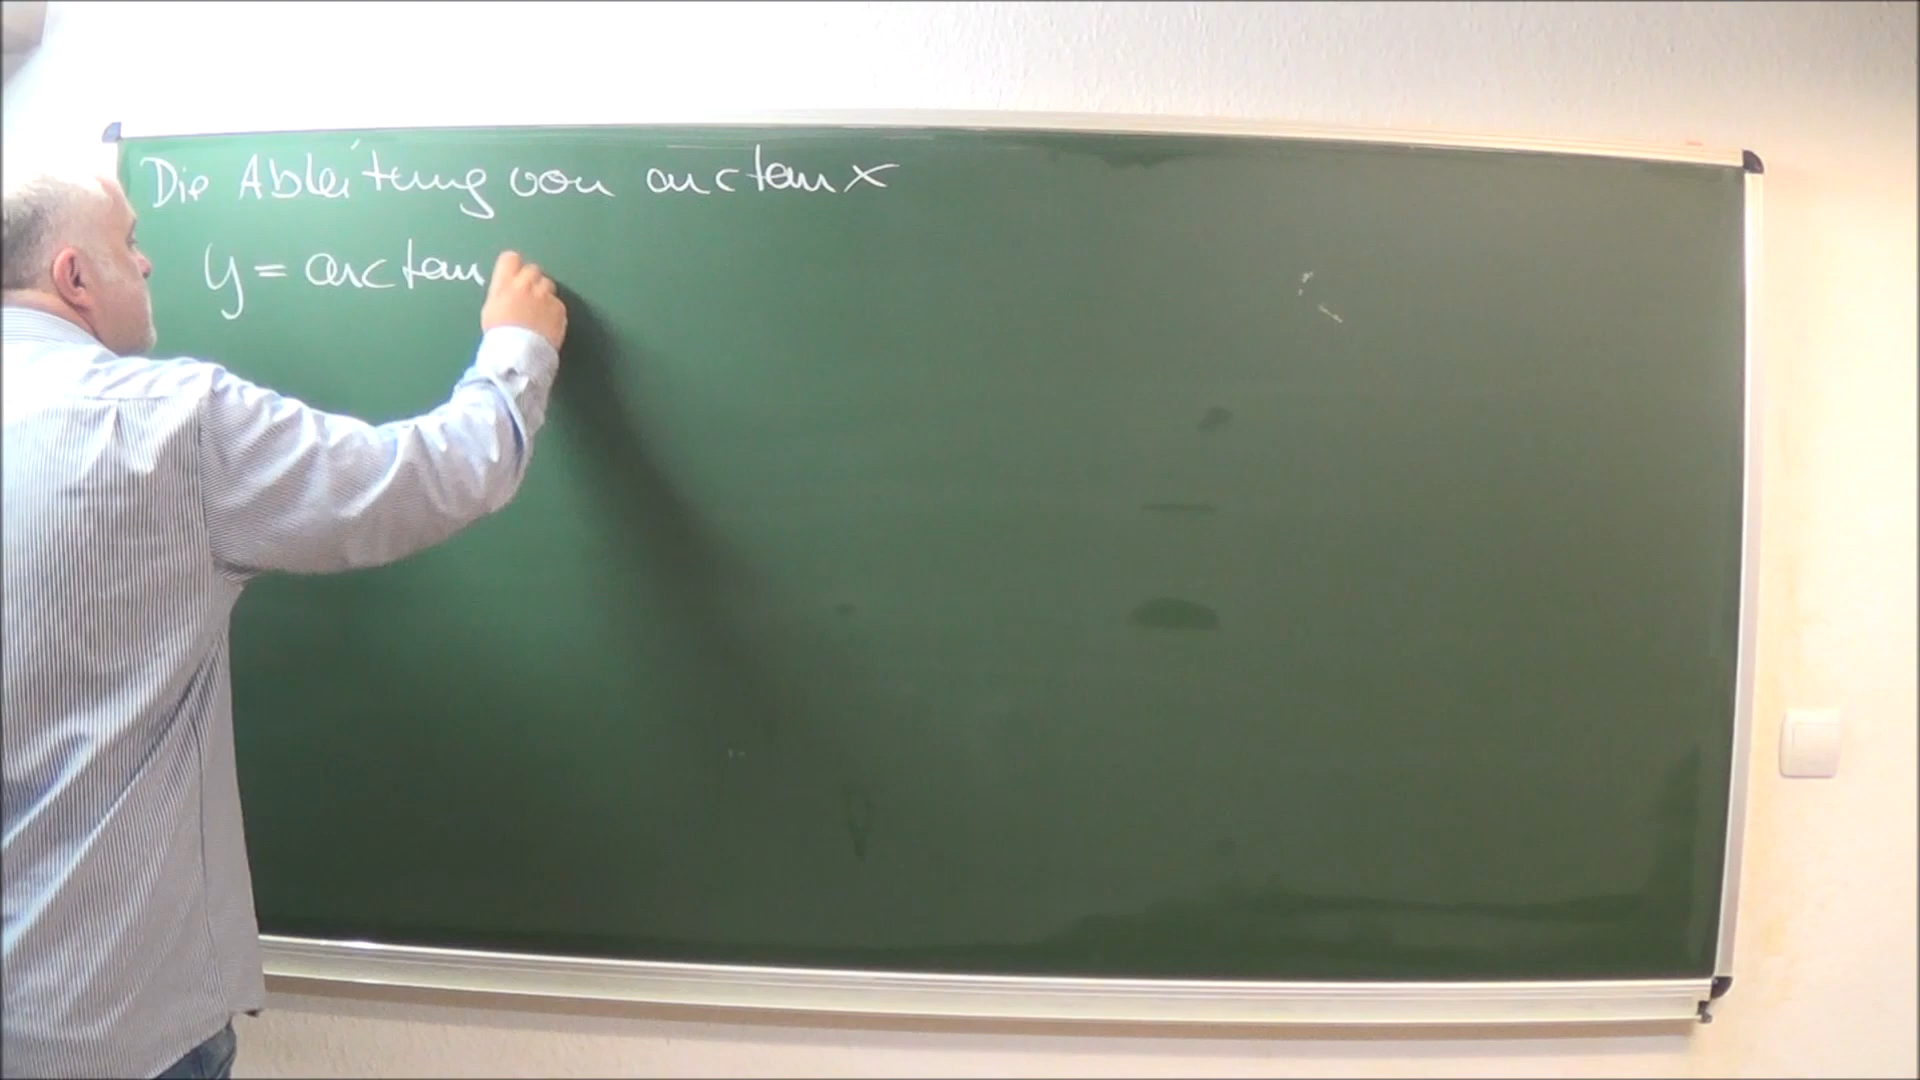 Die Ableitung von arctan x
y = arctan